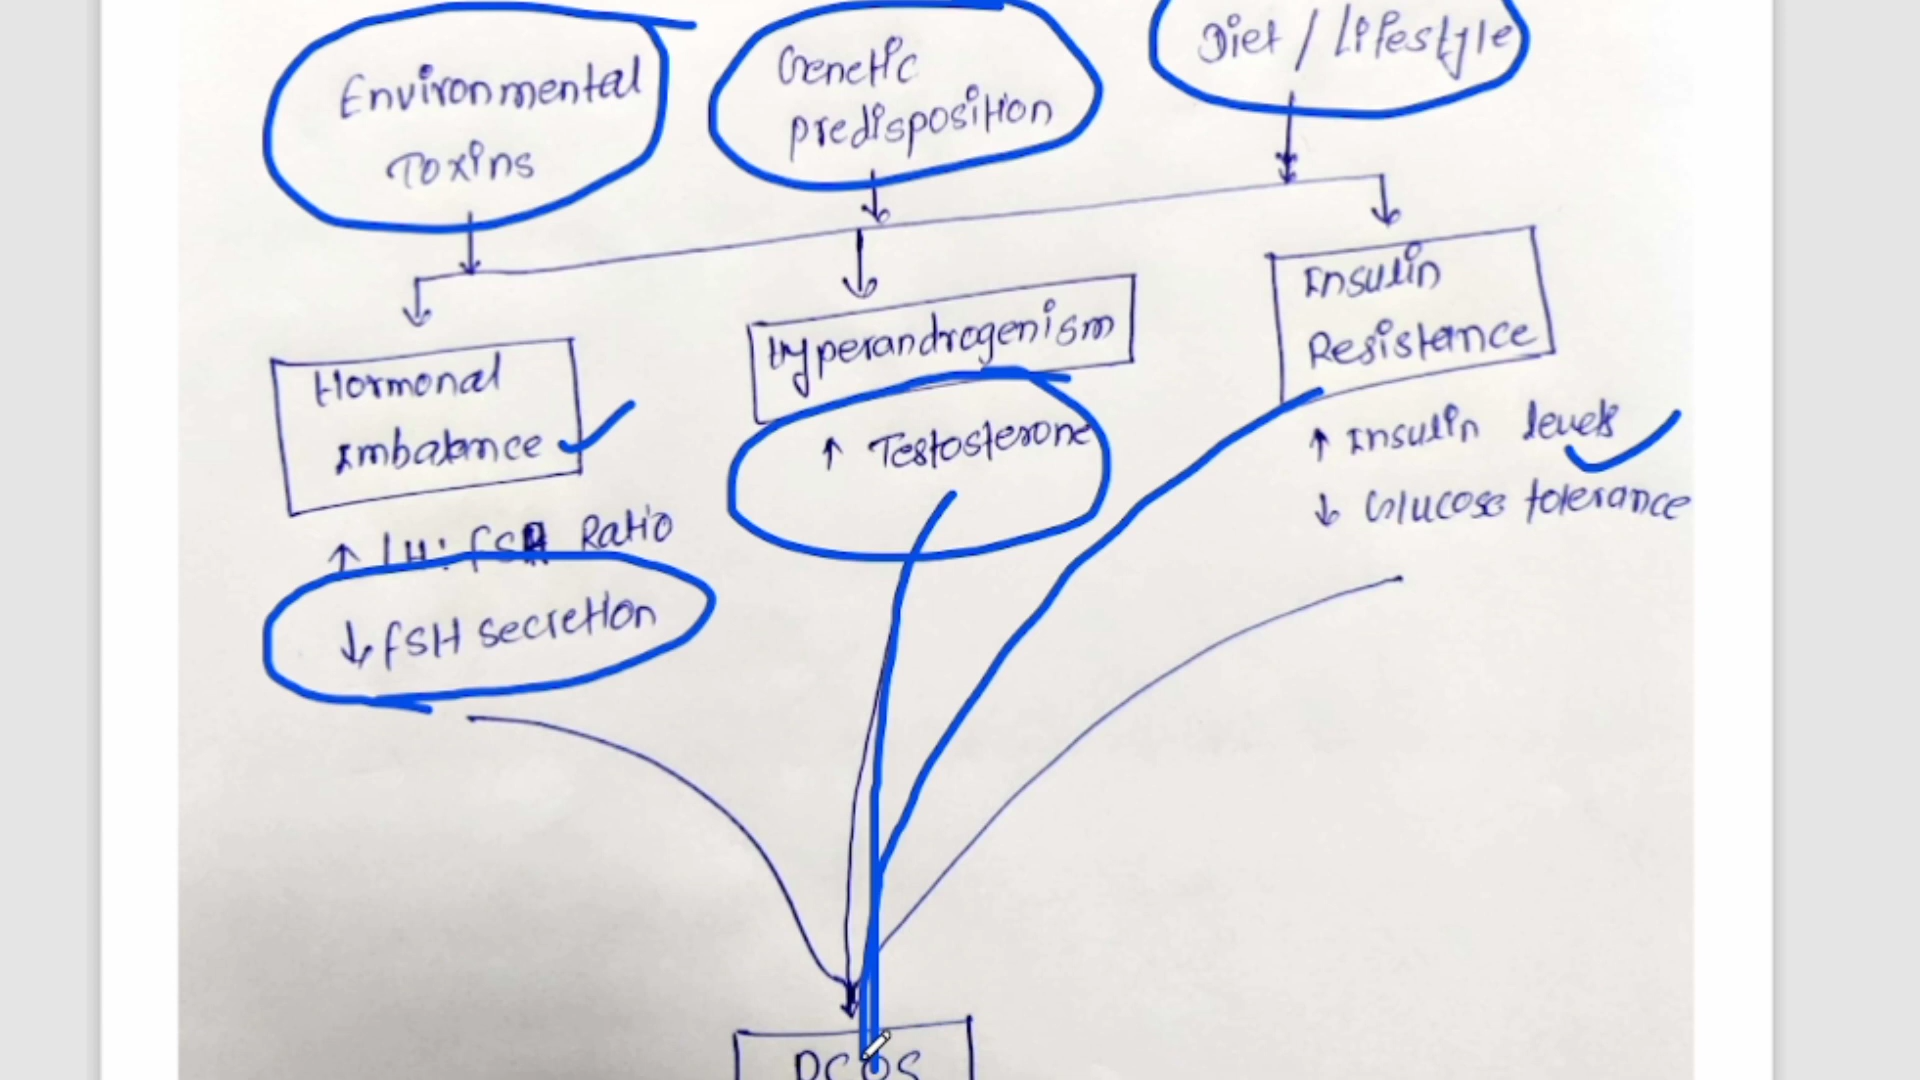 Environmental
Toxins
Genetic
predisposition
Diet / Lifestyle
Hormonal
Imbalance
↑ LH: FSH Ratio
↓ FSH secretion
Hyperandrogenism
↑ Testosterone
Insulin
Resistance
↑ Insulin levels
↓ Glucose tolerance
PCOS